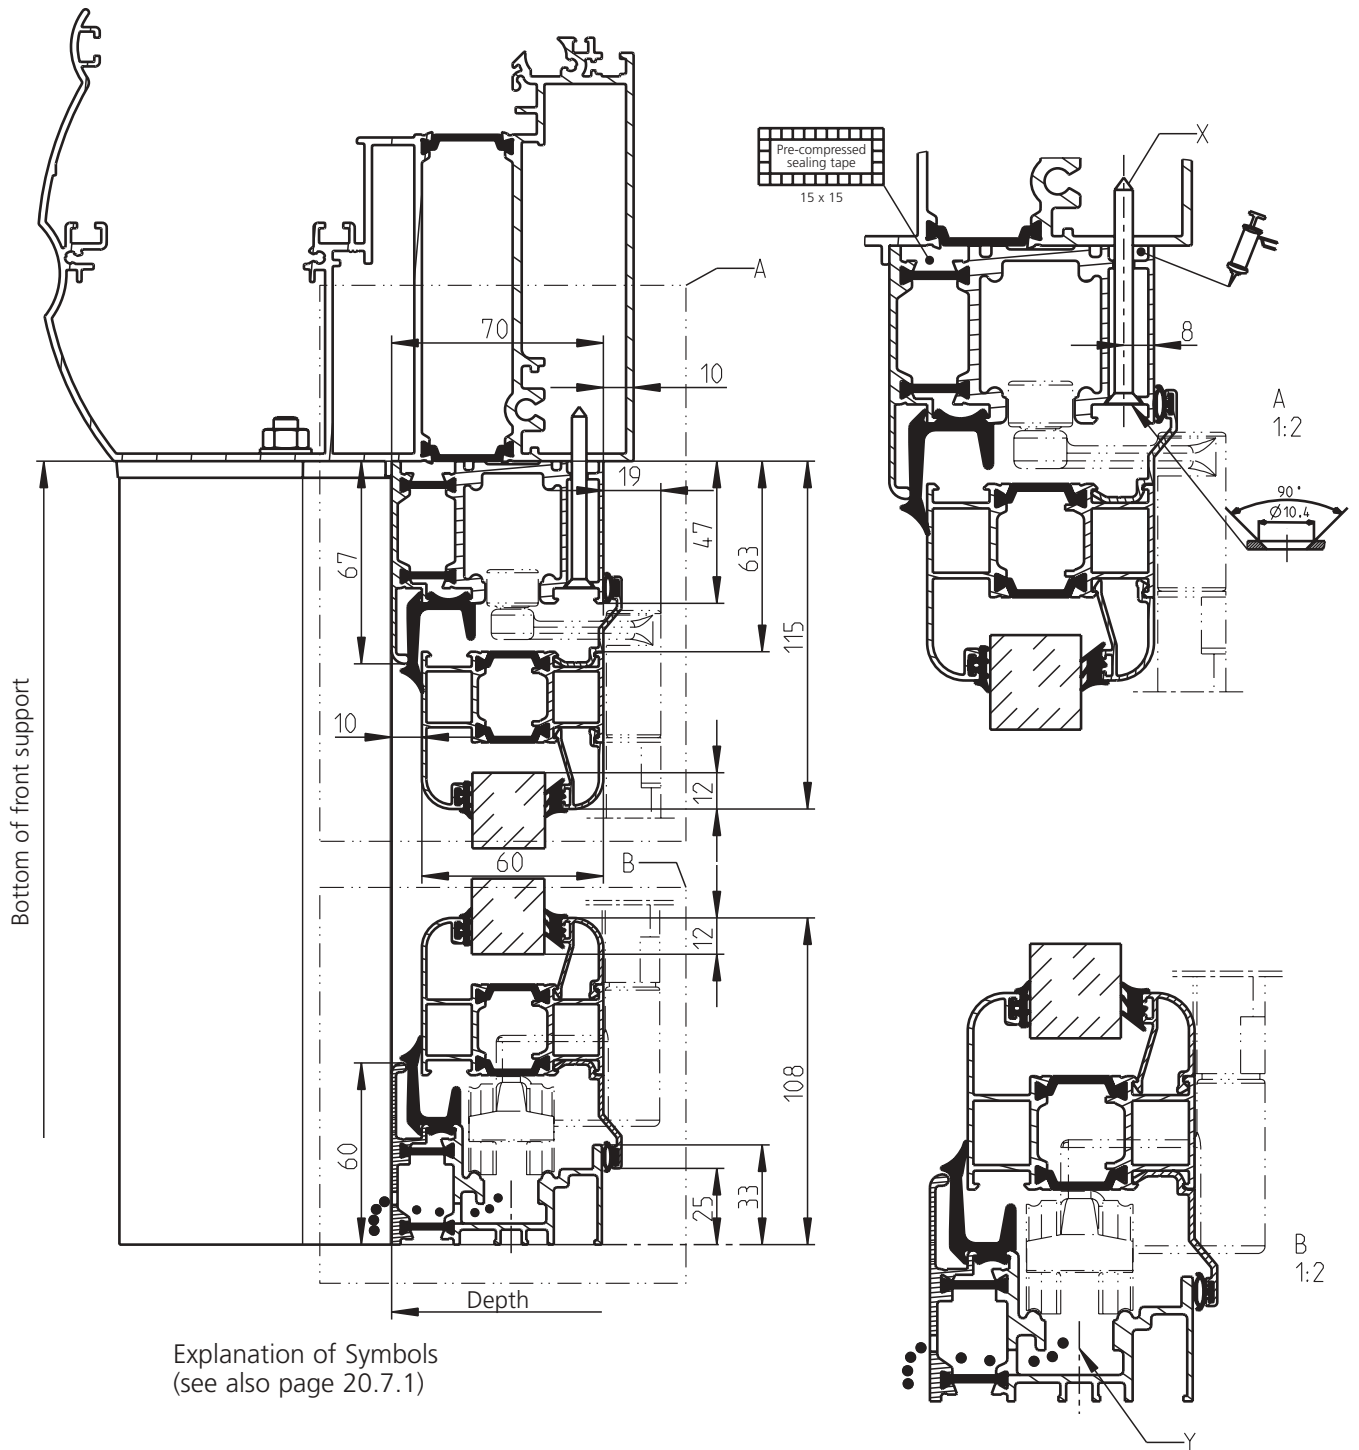 X
Pre-compressed
sealing tape
15 x 15
A
70
10
8
A
1:2
19
47
63
67
90°
Ø10.4
115
10
Bottom of front support
12
60
B
12
108
60
25
33
B
1:2
Depth
Explanation of Symbols
(see also page 20.7.1)
Y